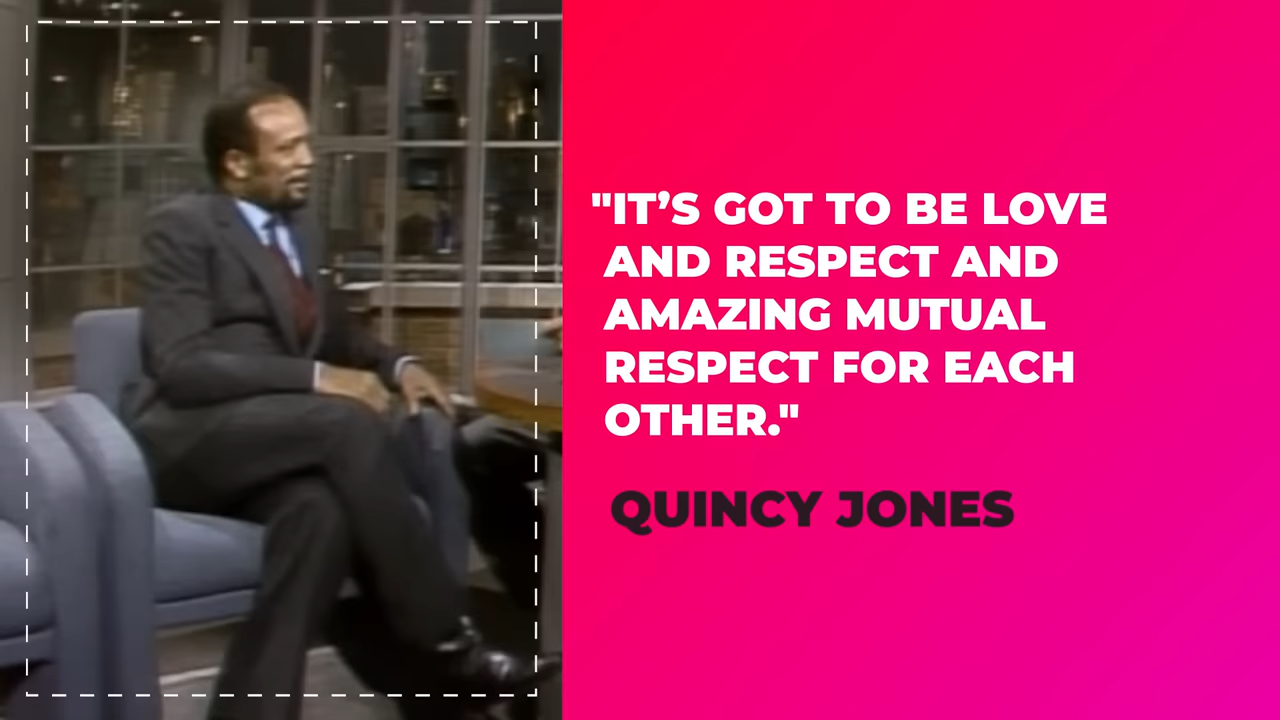 "IT’S GOT TO BE LOVE
AND RESPECT AND
AMAZING MUTUAL
RESPECT FOR EACH
OTHER."
QUINCY JONES